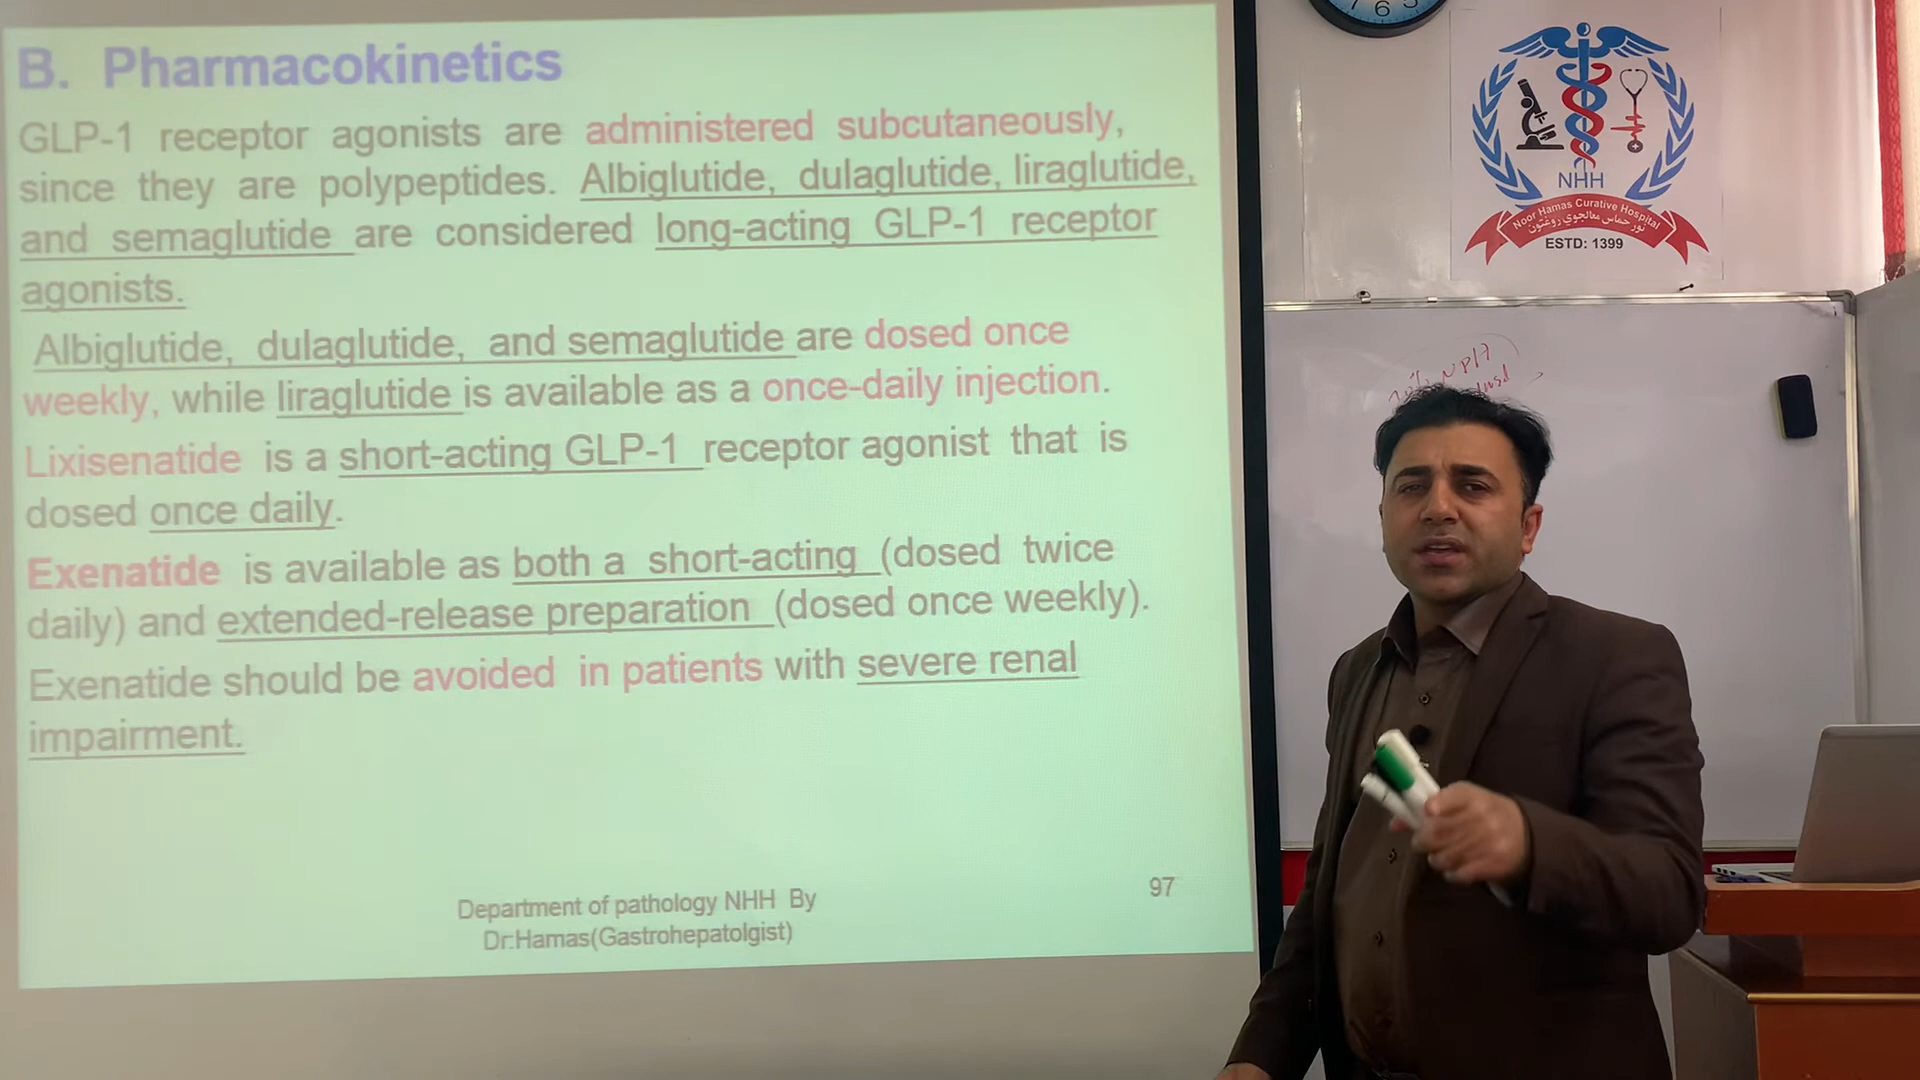 B. Pharmacokinetics
GLP-1 receptor agonists are administered subcutaneously,
since they are polypeptides. Albiglutide, dulaglutide, liraglutide,
and semaglutide are considered long-acting GLP-1 receptor
agonists.
Albiglutide, dulaglutide, and semaglutide are dosed once
weekly, while liraglutide is available as a once-daily injection.
Lixisenatide is a short-acting GLP-1 receptor agonist that is
dosed once daily.
Exenatide is available as both a short-acting (dosed twice
daily) and extended-release preparation (dosed once weekly).
Exenatide should be avoided in patients with severe renal
impairment.
Department of pathology NHH By
Dr:Hamas(Gastrohepatolgist)
97
7 6 5
NHH
Noor Hamas Curative Hospital
نور حماس معالجوي روغتون
ESTD: 1399